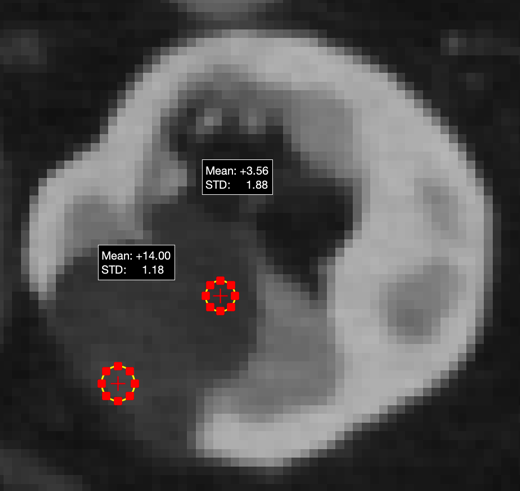 Mean: +3.56
STD: 1.88
Mean: +14.00
STD: 1.18